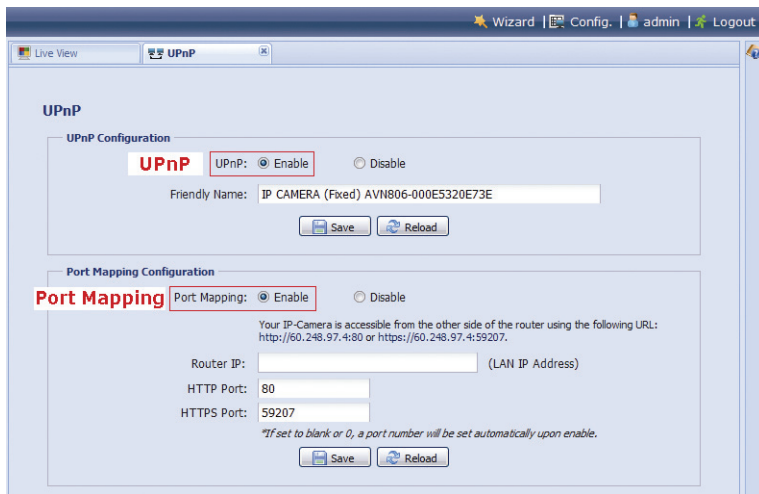 Wizard | Config. | admin | Logout
Live View UPnP
UPnP
UPnP Configuration
UPnP UPnP: Enable Disable
Friendly Name: IP CAMERA (Fixed) AVN806-000E5320E73E
Save Reload
Port Mapping Configuration
Port Mapping Port Mapping: Enable Disable
Your IP-Camera is accessible from the other side of the router using the following URL:
http://60.248.97.4:80 or https://60.248.97.4:59207.
Router IP: (LAN IP Address)
HTTP Port: 80
HTTPS Port: 59207
*If set to blank or 0, a port number will be set automatically upon enable.
Save Reload